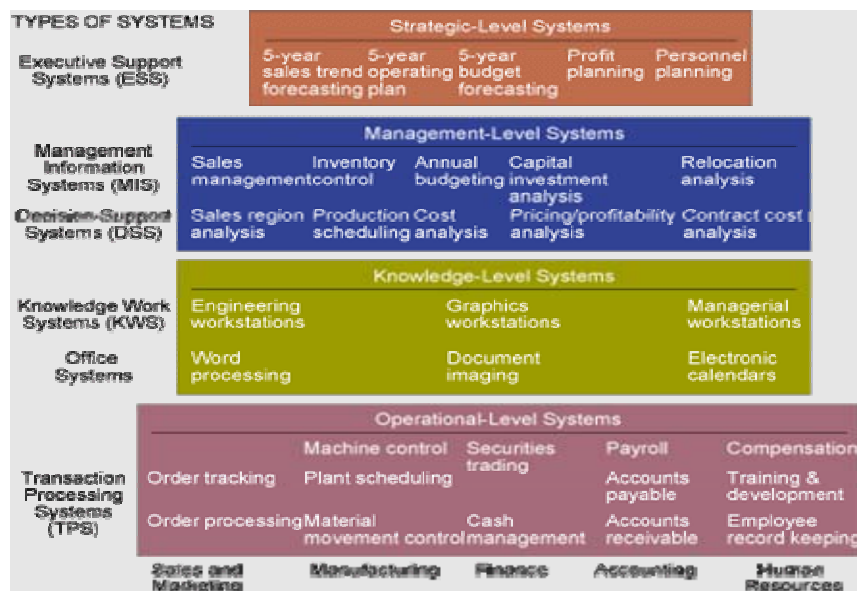 TYPES OF SYSTEMS
Strategic-Level Systems
Executive Support
Systems (ESS)
5-year
sales trend
forecasting
5-year
operating
plan
5-year
budget
forecasting
Profit
planning
Personnel
planning
Management-Level Systems
Management
Information
Systems (MIS)
Sales
management
Inventory
control
Annual
budgeting
Capital
investment
analysis
Relocation
analysis
Decision-Support
Systems (DSS)
Sales region
analysis
Production
scheduling
Cost
analysis
Pricing/profitability
analysis
Contract cost
analysis
Knowledge-Level Systems
Knowledge Work
Systems (KWS)
Engineering
workstations
Graphics
workstations
Managerial
workstations
Office
Systems
Word
processing
Document
imaging
Electronic
calendars
Operational-Level Systems
Transaction
Processing
Systems
(TPS)
Machine control
Securities
trading
Payroll
Compensation
Order tracking
Plant scheduling
Accounts
payable
Training &
development
Order processing
Material
movement control
Cash
management
Accounts
receivable
Employee
record keeping
Sales and
Marketing
Manufacturing
Finance
Accounting
Human
Resources